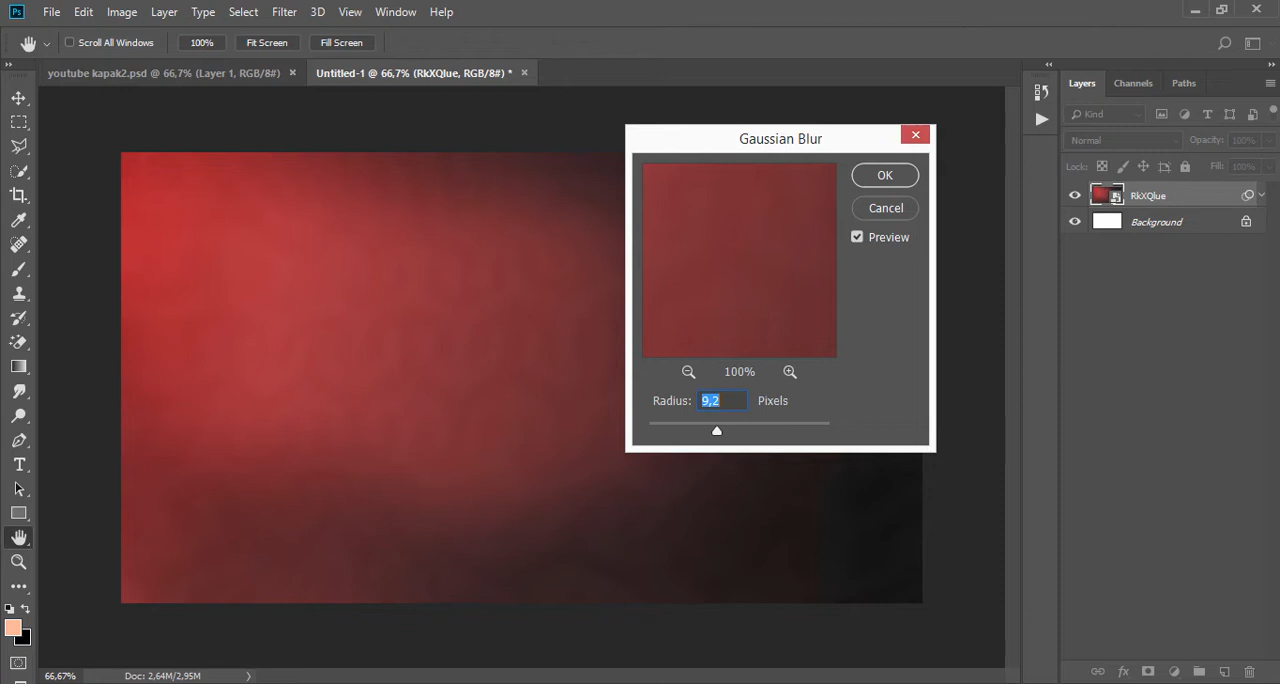 Ps File Edit Image Layer Type Select Filter 3D View Window Help
Scroll All Windows 100% Fit Screen Fill Screen
youtube kapak2.psd @ 66,7% (Layer 1, RGB/8#) × Untitled-1 @ 66,7% (RkXQlue, RGB/8#) * ×
Layers Channels Paths
Kind
Normal Opacity: 100%
Lock: Fill: 100%
RkXQlue
Background
Gaussian Blur
OK
Cancel
Preview
100%
Radius: 9,2 Pixels
66,67% Doc: 2,64M/2,95M